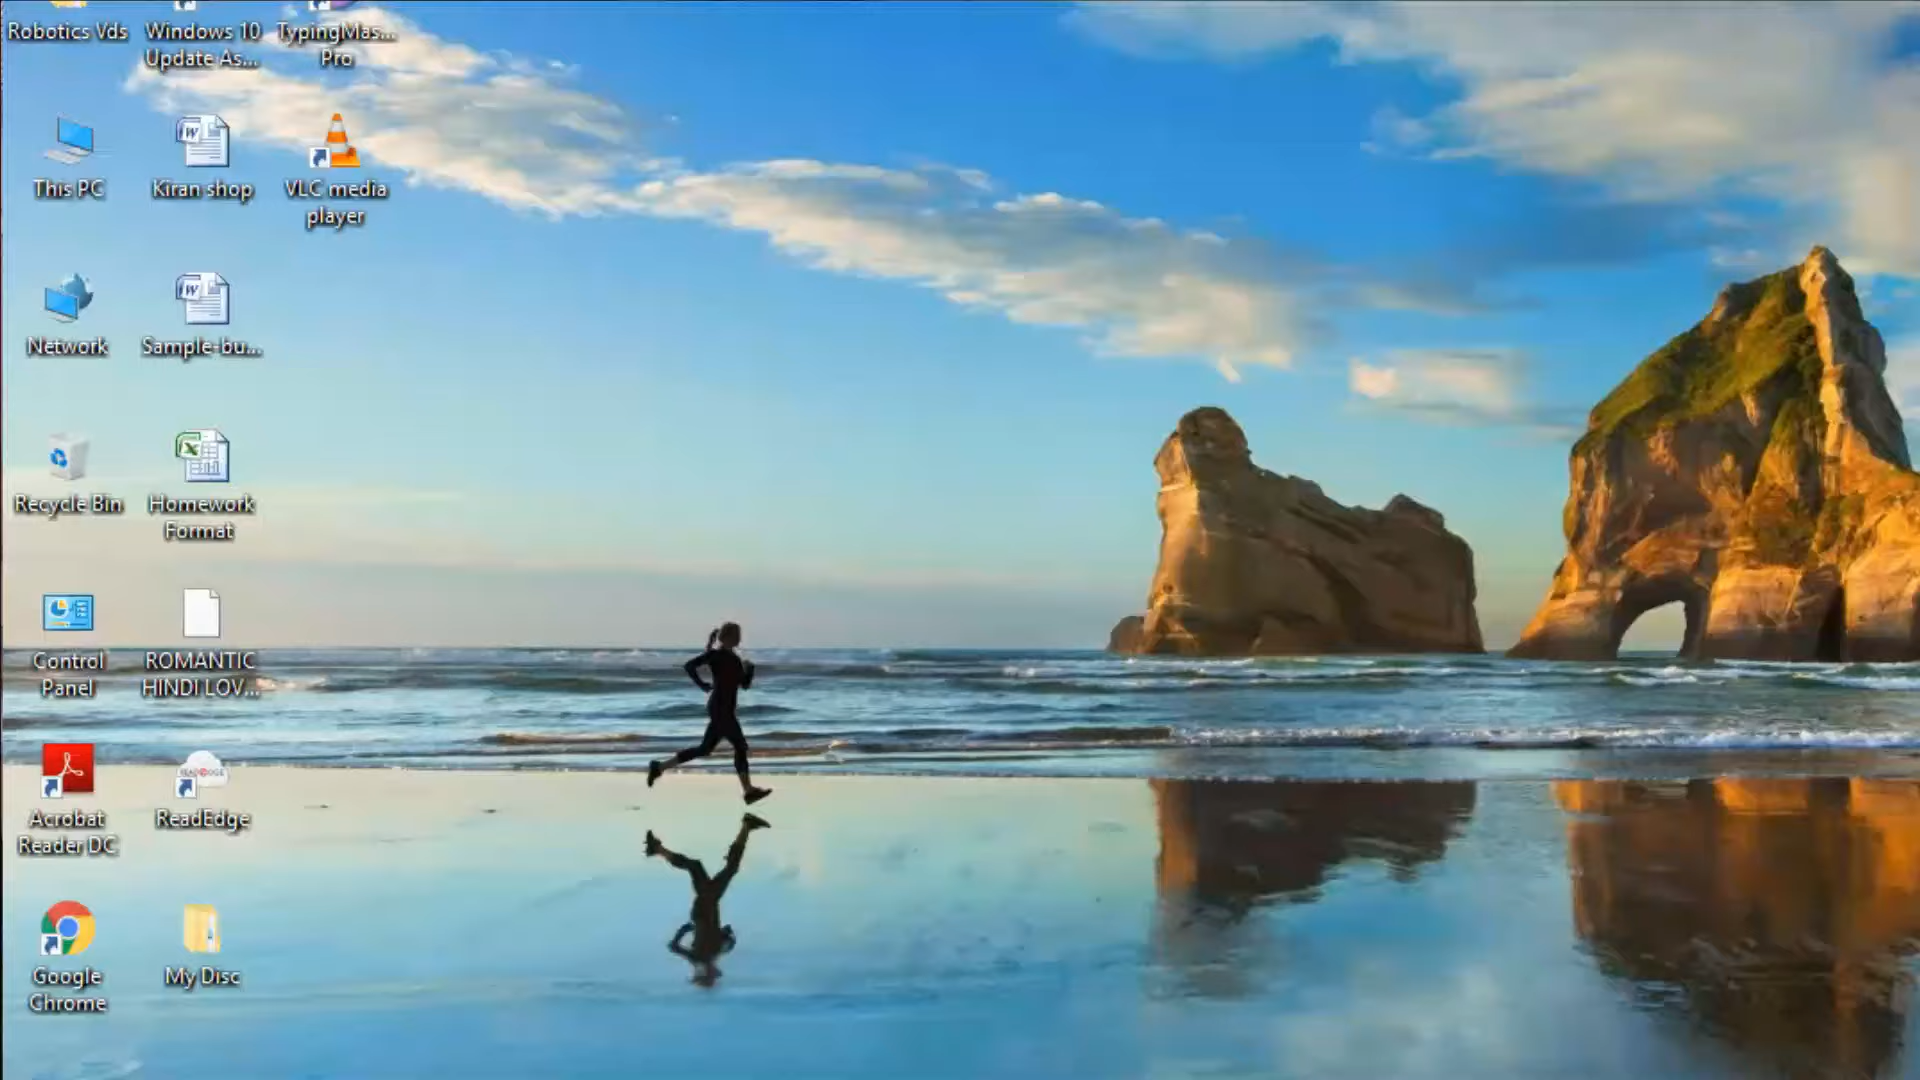 Robotics Vds
Windows 10
Update As...
TypingMas...
Pro
This PC
Kiran shop
VLC media
player
Network
Sample-bu...
Recycle Bin
Homework
Format
Control
Panel
ROMANTIC
HINDI LOV...
Acrobat
Reader DC
READEDGE
ReadEdge
Google
Chrome
My Disc